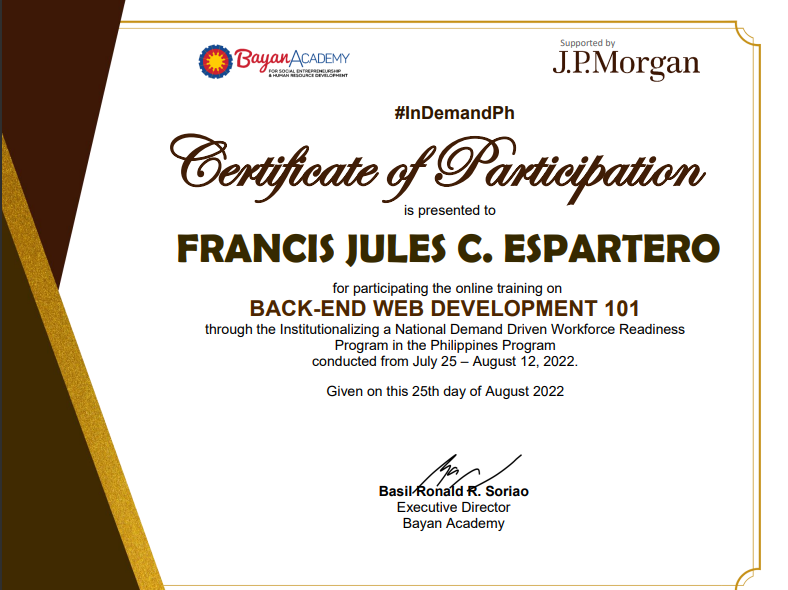 BayanACADEMY
FOR SOCIAL ENTREPRENEURSHIP
& HUMAN RESOURCE DEVELOPMENT
Supported by
J.P.Morgan
#InDemandPh
Certificate of Participation
is presented to
FRANCIS JULES C. ESPARTERO
for participating the online training on
BACK-END WEB DEVELOPMENT 101
through the Institutionalizing a National Demand Driven Workforce Readiness
Program in the Philippines Program
conducted from July 25 – August 12, 2022.
Given on this 25th day of August 2022
Basil Ronald R. Soriao
Executive Director
Bayan Academy